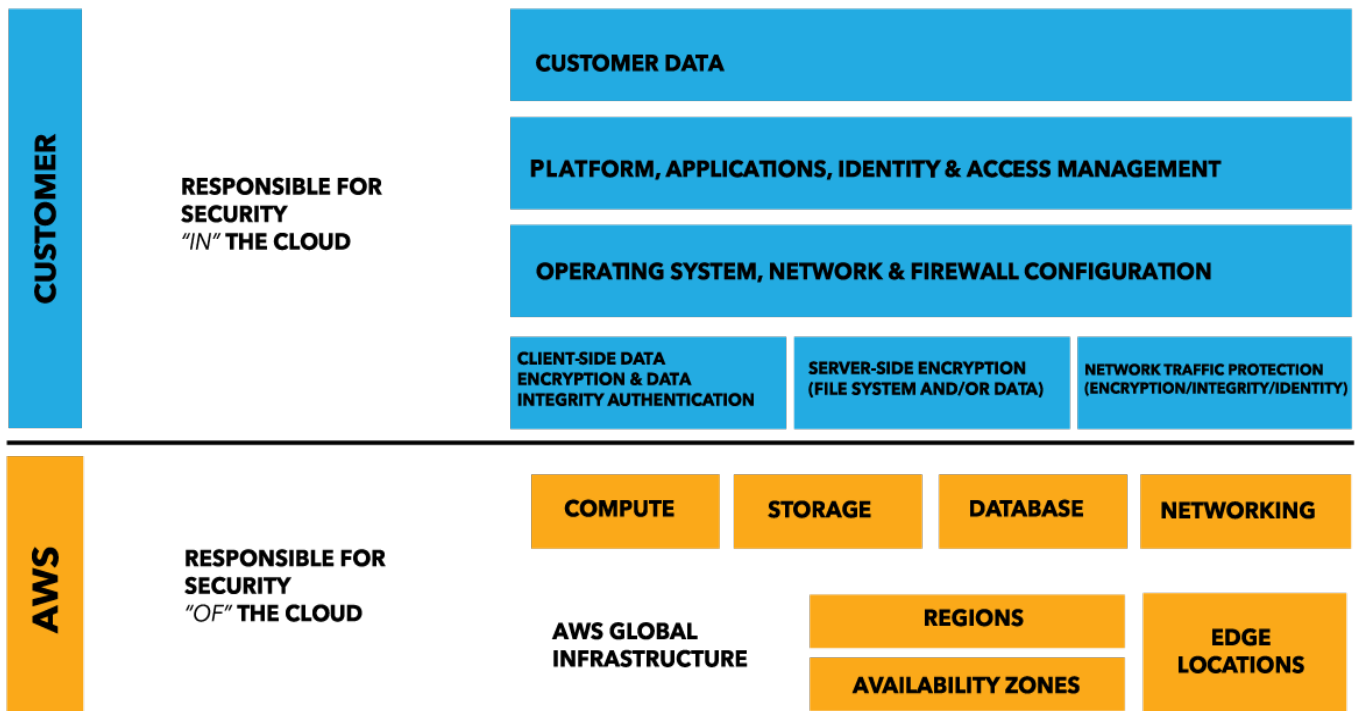 CUSTOMER
RESPONSIBLE FOR
SECURITY
"IN" THE CLOUD
CUSTOMER DATA
PLATFORM, APPLICATIONS, IDENTITY & ACCESS MANAGEMENT
OPERATING SYSTEM, NETWORK & FIREWALL CONFIGURATION
CLIENT-SIDE DATA
ENCRYPTION & DATA
INTEGRITY AUTHENTICATION
SERVER-SIDE ENCRYPTION
(FILE SYSTEM AND/OR DATA)
NETWORK TRAFFIC PROTECTION
(ENCRYPTION/INTEGRITY/IDENTITY)
AWS
RESPONSIBLE FOR
SECURITY
"OF" THE CLOUD
COMPUTE
STORAGE
DATABASE
NETWORKING
AWS GLOBAL
INFRASTRUCTURE
REGIONS
AVAILABILITY ZONES
EDGE
LOCATIONS